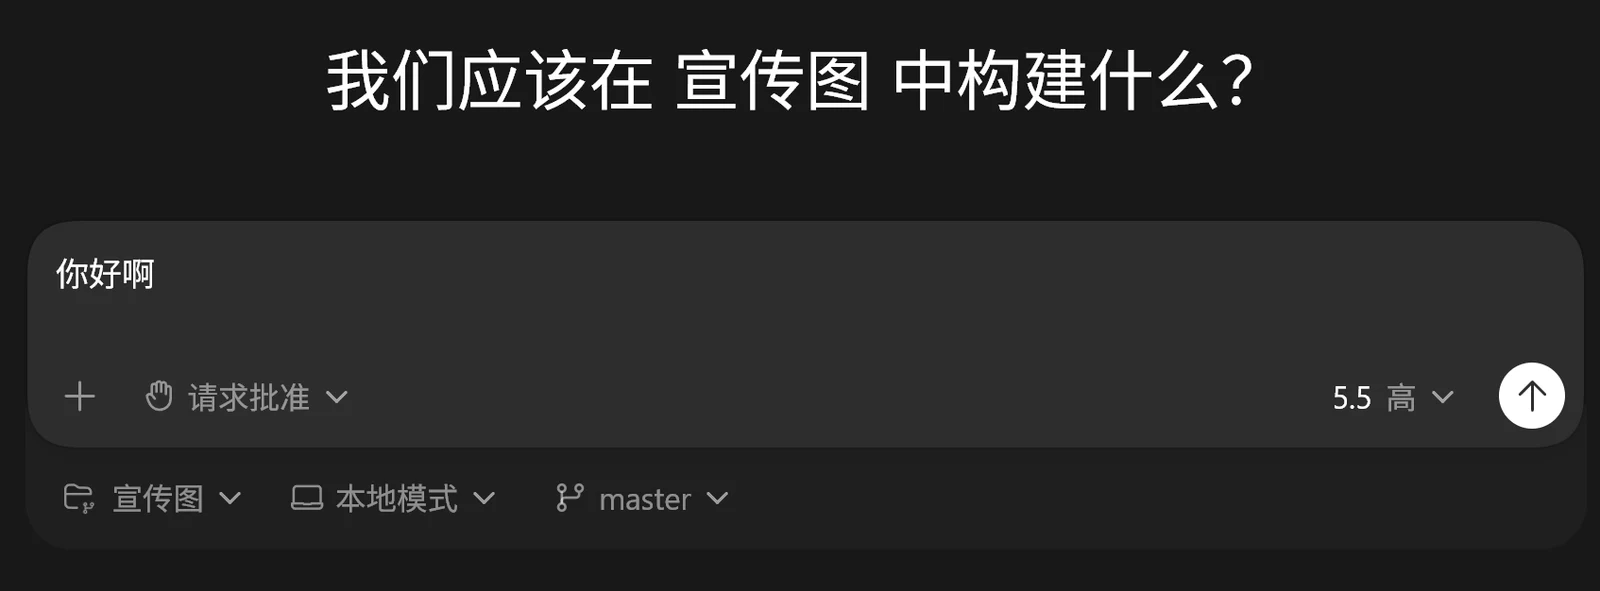 我们应该在 宣传图 中构建什么？
你好啊
请求批准 5.5 高
宣传图 本地模式 master